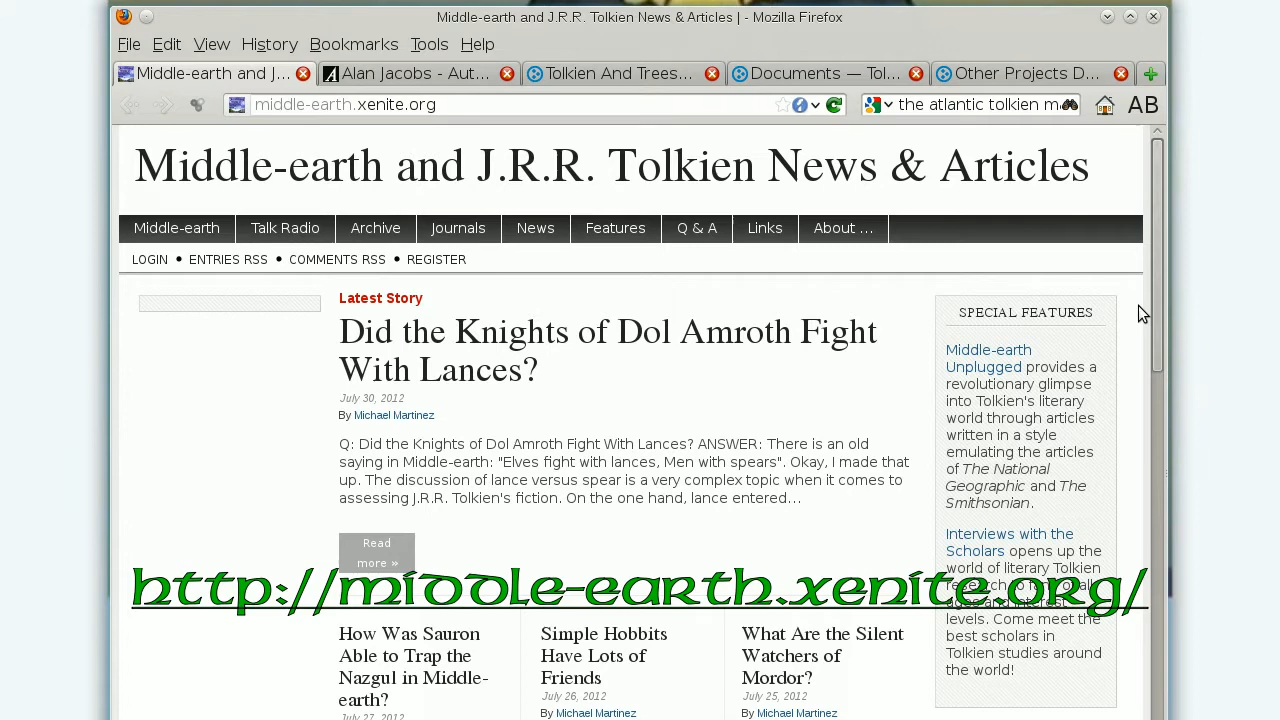 Middle-earth and J.R.R. Tolkien News & Articles | - Mozilla Firefox
File Edit View History Bookmarks Tools Help
Middle-earth and J... Alan Jacobs - Aut... Tolkien And Trees... Documents — Tol... Other Projects D...
middle-earth.xenite.org the atlantic tolkien m AB
Middle-earth and J.R.R. Tolkien News & Articles
Middle-earth Talk Radio Archive Journals News Features Q & A Links About ...
LOGIN • ENTRIES RSS • COMMENTS RSS • REGISTER
Latest Story
Did the Knights of Dol Amroth Fight
With Lances?
July 30, 2012
By Michael Martinez
Q: Did the Knights of Dol Amroth Fight With Lances? ANSWER: There is an old
saying in Middle-earth: "Elves fight with lances, Men with spears". Okay, I made that
up. The discussion of lance versus spear is a very complex topic when it comes to
assessing J.R.R. Tolkien's fiction. On the one hand, lance entered...
Read
more »
SPECIAL FEATURES
Middle-earth
Unplugged provides a
revolutionary glimpse
into Tolkien's literary
world through articles
written in a style
emulating the articles
of The National
Geographic and The
Smithsonian.
Interviews with the
Scholars opens up the
world of literary Tolkien
research to fans of all
ages and interest
levels. Come meet the
best scholars in
Tolkien studies around
the world!
http://middle-earth.xenite.org/
How Was Sauron
Able to Trap the
Nazgul in Middle-
earth?
July 27, 2012
Simple Hobbits
Have Lots of
Friends
July 26, 2012
By Michael Martinez
What Are the Silent
Watchers of
Mordor?
July 25, 2012
By Michael Martinez